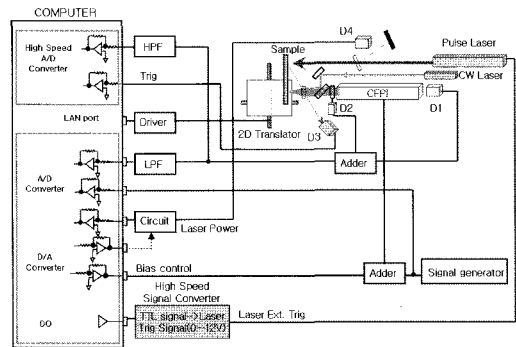 COMPUTER
High Speed
A/D
Converter
HPF
Trig
LAN port
Driver
Sample
2D Translator
D4
Pulse Laser
CW Laser
CFPI
D1
D2
D3
A/D
Converter
LPF
Adder
Circuit
Laser Power
D/A
Converter
Bias control
Adder
Signal generator
High Speed
Signal Converter
DO
TTL signal->Laser
Trig Signal(0~12V)
Laser Ext. Trig